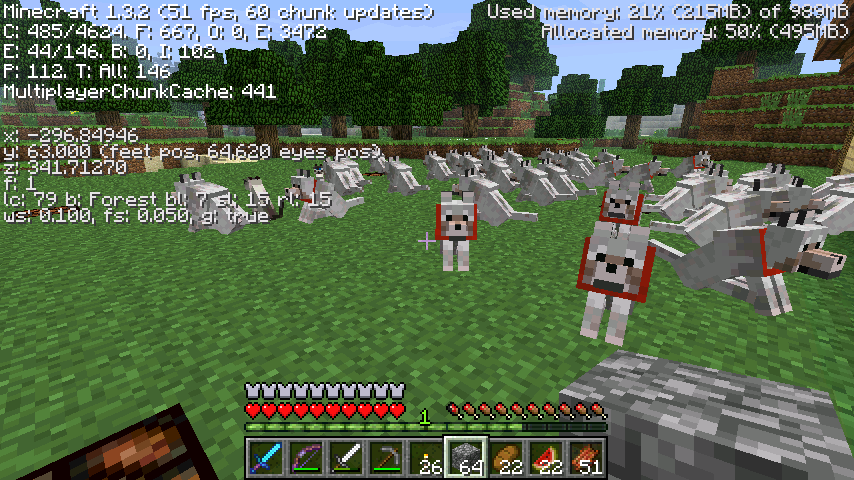 Minecraft 1.3.2 (51 fps, 60 chunk updates)
Used memory: 21% (215MB) of 989MB
C: 485/4624. F: 667, O: 0, E: 3472
Allocated memory: 50% (495MB)
E: 44/146. B: 0, I: 102
P: 112. T: All: 146
MultiplayerChunkCache: 441
x: -296.84946
y: 63.000 (feet pos, 64.620 eyes pos)
z: 341.71270
f: 1
lc: 79 b: Forest bl: 7 sl: 15 rl: 15
ws: 0.100, fs: 0.050, g: true
1
26 64 22 22 51